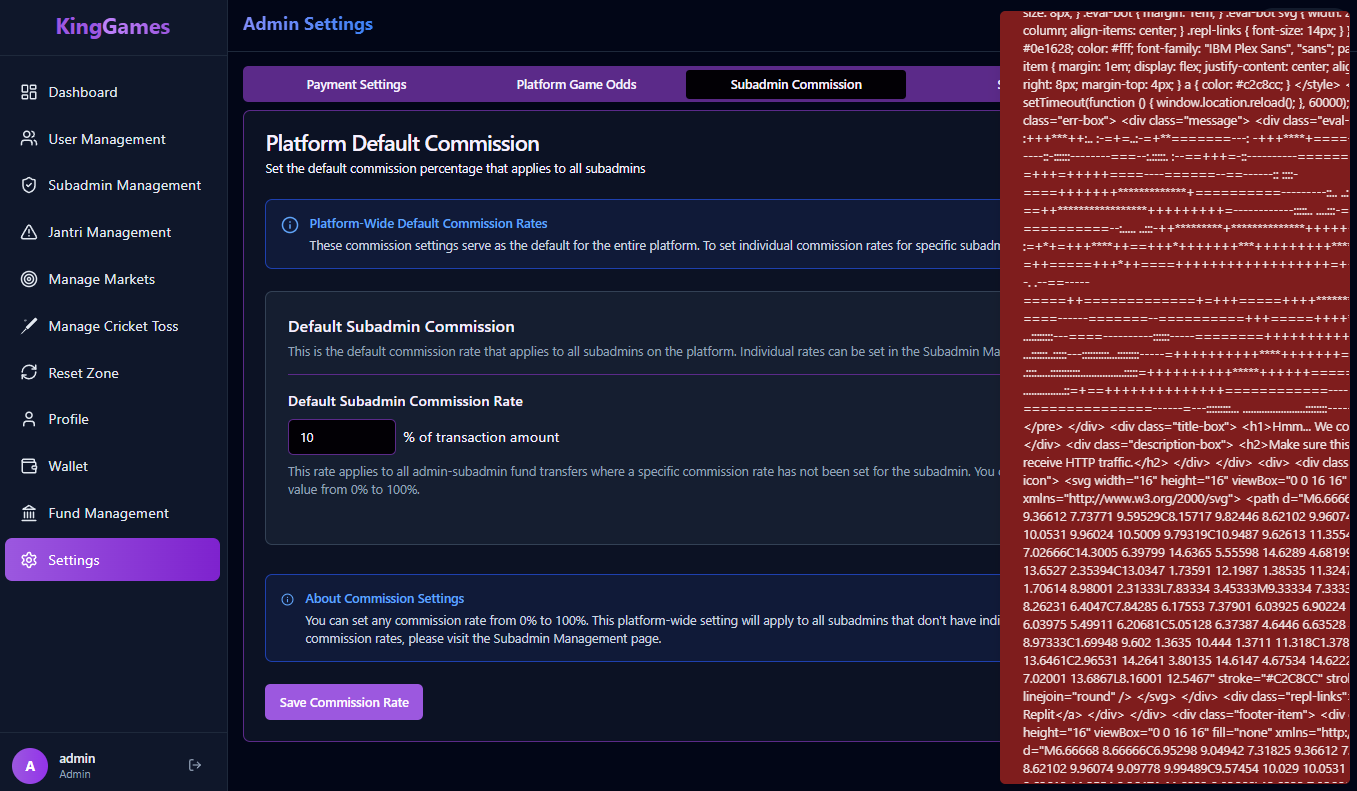 KingGames
Dashboard
User Management
Subadmin Management
Jantri Management
Manage Markets
Manage Cricket Toss
Reset Zone
Profile
Wallet
Fund Management
Settings
A
admin
Admin
Admin Settings
Payment Settings
Platform Game Odds
Subadmin Commission
S
Platform Default Commission
Set the default commission percentage that applies to all subadmins
Platform-Wide Default Commission Rates
These commission settings serve as the default for the entire platform. To set individual commission rates for specific subadm
Default Subadmin Commission
This is the default commission rate that applies to all subadmins on the platform. Individual rates can be set in the Subadmin Ma
Default Subadmin Commission Rate
10 % of transaction amount
This rate applies to all admin-subadmin fund transfers where a specific commission rate has not been set for the subadmin. You
value from 0% to 100%.
About Commission Settings
You can set any commission rate from 0% to 100%. This platform-wide setting will apply to all subadmins that don't have indi
commission rates, please visit the Subadmin Management page.
Save Commission Rate
size: 8px; } .eval-bot { margin: 1em; } .eval-bot svg { width: 2
column; align-items: center; } .repl-links { font-size: 14px; } }
#0e1628; color: #fff; font-family: "IBM Plex Sans", "sans"; pa
item { margin: 1em; display: flex; justify-content: center; alig
right: 8px; margin-top: 4px; } a { color: #c2c8cc; } </style> <
setTimeout(function () { window.location.reload(); }, 60000);
class="err-box"> <div class="message"> <div class="eval-
</pre> </div> <div class="title-box"> <h1>Hmm... We co
</div> <div class="description-box"> <h2>Make sure this
receive HTTP traffic.</h2> </div> </div> <div> <div class
icon"> <svg width="16" height="16" viewBox="0 0 16 16"
xmlns="http://www.w3.org/2000/svg"> <path d="M6.6666
9.36612 7.73771 9.59529C8.15717 9.82446 8.62102 9.96074
10.0531 9.96024 10.5009 9.79319C10.9487 9.62613 11.3554
7.02666C14.3005 6.39799 14.6365 5.55598 14.6289 4.68199
13.6527 2.35394C13.0347 1.73591 12.1987 1.38535 11.3247
1.70614 8.98001 2.31333L7.83334 3.45333M9.33334 7.3333
8.26231 6.4047C7.84285 6.17553 7.37901 6.03925 6.90224
6.03975 5.49911 6.20681C5.05128 6.37387 4.6446 6.63528
8.97333C1.69948 9.602 1.3635 10.444 1.3711 11.318C1.378
13.6461C2.96531 14.2641 3.80135 14.6147 4.67534 14.6222
7.02001 13.6867L8.16001 12.5467" stroke="#C2C8CC" strok
linejoin="round" /> </svg> </div> <div class="repl-links"
Replit</a> </div> </div> <div class="footer-item"> <div
height="16" viewBox="0 0 16 16" fill="none" xmlns="http:/
d="M6.66668 8.66666C6.95298 9.04942 7.31825 9.36612 7.
8.62102 9.96074 9.09778 9.99489C9.57454 10.029 10.0531